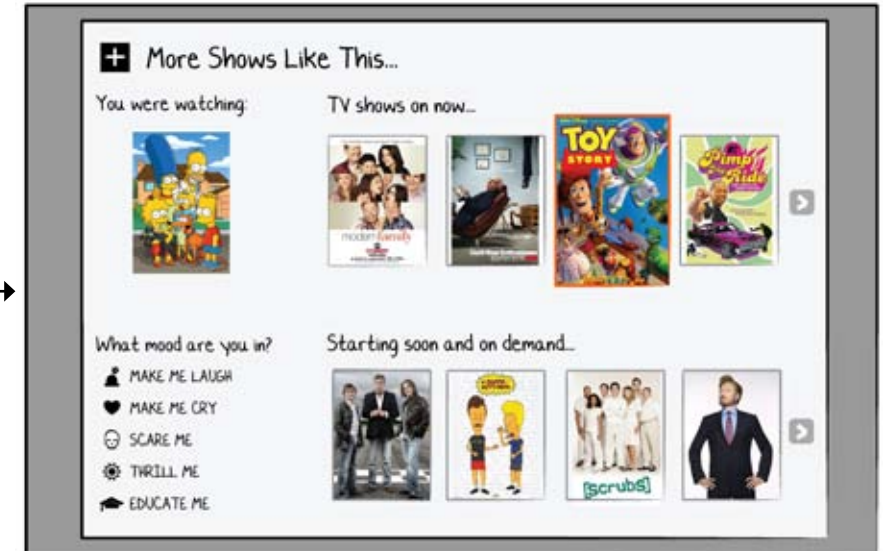 More Shows Like This...
You were watching:
TV shows on now...
TOY
STORY
modern family
Pimp
My Ride
What mood are you in?
MAKE ME LAUGH
MAKE ME CRY
SCARE ME
THRILL ME
EDUCATE ME
Starting soon and on demand...
[scrubs]